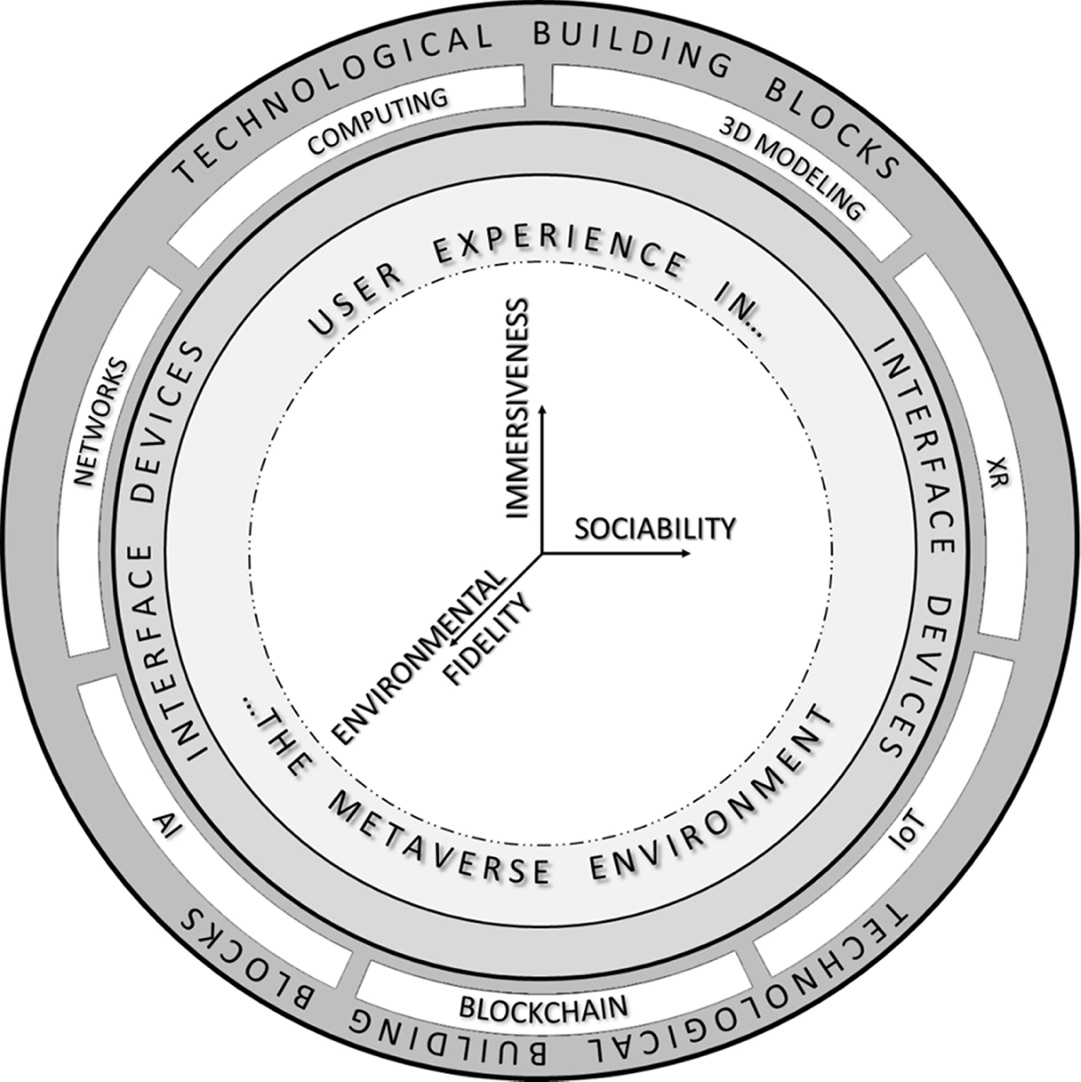 TECHNOLOGICAL BUILDING BLOCKS
COMPUTING
3D MODELING
NETWORKS
XR
INTERFACE DEVICES
INTERFACE DEVICES
USER EXPERIENCE IN...
IMMERSIVENESS
SOCIABILITY
ENVIRONMENTAL
FIDELITY
...THE METAVERSE ENVIRONMENT
AI
IoT
BLOCKCHAIN
TECHNOLOGICAL BUILDING BLOCKS